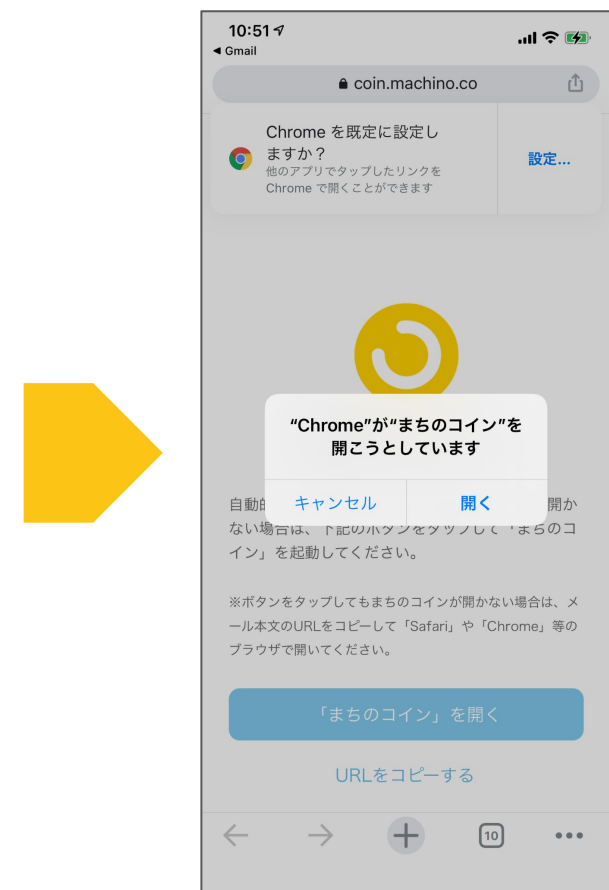 10:51
◀ Gmail
coin.machino.co
Chrome を既定に設定し
ますか？
他のアプリでタップしたリンクを
Chrome で開くことができます
設定...
“Chrome”が“まちのコイン”を
開こうとしています
キャンセル
開く
自動的
開か
ない場合は、下記のボタンをタップして「まちのコ
イン」を起動してください。
※ボタンをタップしてもまちのコインが開かない場合は、メ
ール本文のURLをコピーして「Safari」や「Chrome」等の
ブラウザで開いてください。
「まちのコイン」を開く
URLをコピーする
10